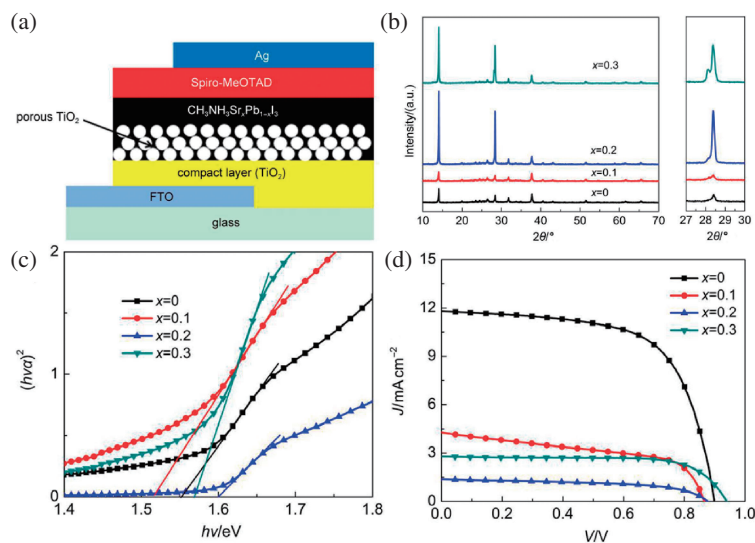 (a)
Ag
Spiro-MeOTAD
CH₃NH₃SrₓPb₁₋ₓI₃
porous TiO₂
compact layer (TiO₂)
FTO
glass
(b)
Intensity/(a.u.)
x=0.3
x=0.2
x=0.1
x=0
10 20 30 40 50 60 70
2θ/°
27 28 29 30
2θ/°
(c)
(hνα)²
2
1
0
x=0
x=0.1
x=0.2
x=0.3
1.4 1.5 1.6 1.7 1.8
hν/eV
(d)
J/mA cm⁻²
15
12
9
6
3
0
x=0
x=0.1
x=0.2
x=0.3
0.0 0.2 0.4 0.6 0.8 1.0
V/V